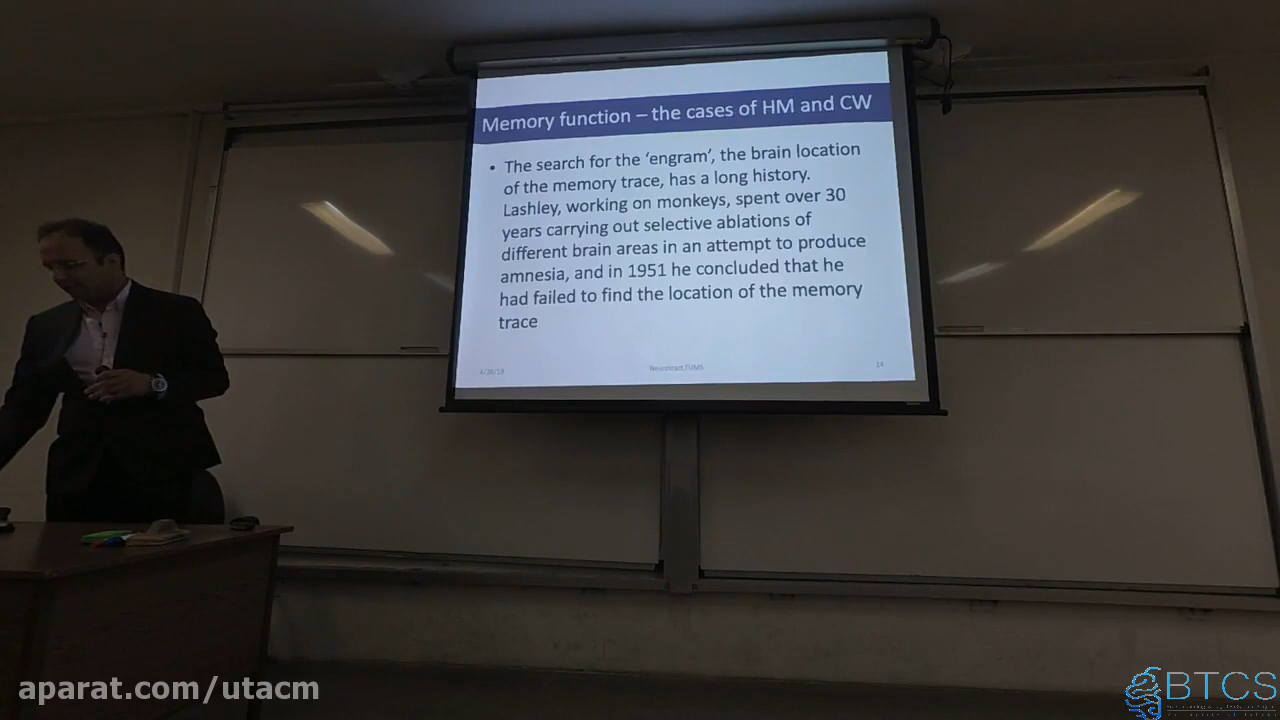 Memory function – the cases of HM and CW
• The search for the ‘engram’, the brain location
of the memory trace, has a long history.
Lashley, working on monkeys, spent over 30
years carrying out selective ablations of
different brain areas in an attempt to produce
amnesia, and in 1951 he concluded that he
had failed to find the location of the memory
trace
14
aparat.com/utacm
BTCS